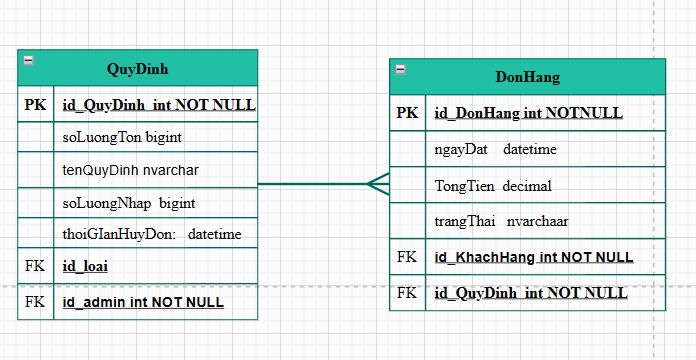 QuyDinh
PK id_QuyDinh int NOT NULL
soLuongTon bigint
tenQuyDinh nvarchar
soLuongNhap bigint
thoiGIanHuyDon: datetime
FK id_loai
FK id_admin int NOT NULL
DonHang
PK id_DonHang int NOTNULL
ngayDat datetime
TongTien decimal
trangThai nvarchaar
FK id_KhachHang int NOT NULL
FK id_QuyDinh int NOT NULL